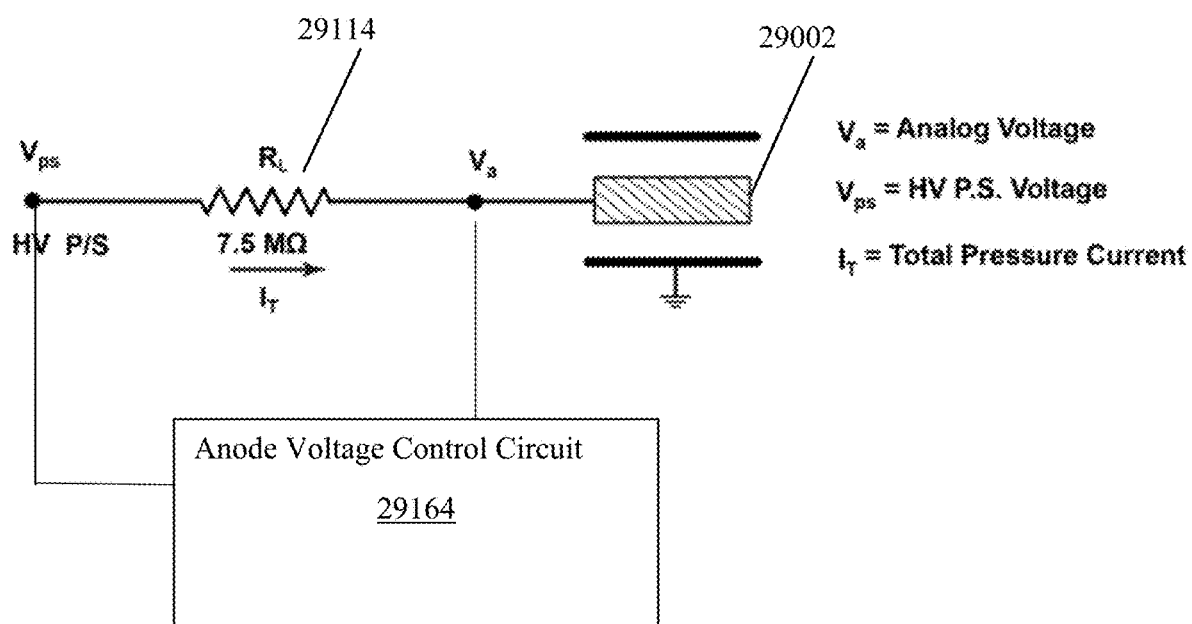 29114
29002
Vps
RL
Va
Va = Analog Voltage
Vps = HV P.S. Voltage
HV P/S
7.5 MΩ
IT = Total Pressure Current
IT
Anode Voltage Control Circuit
29164